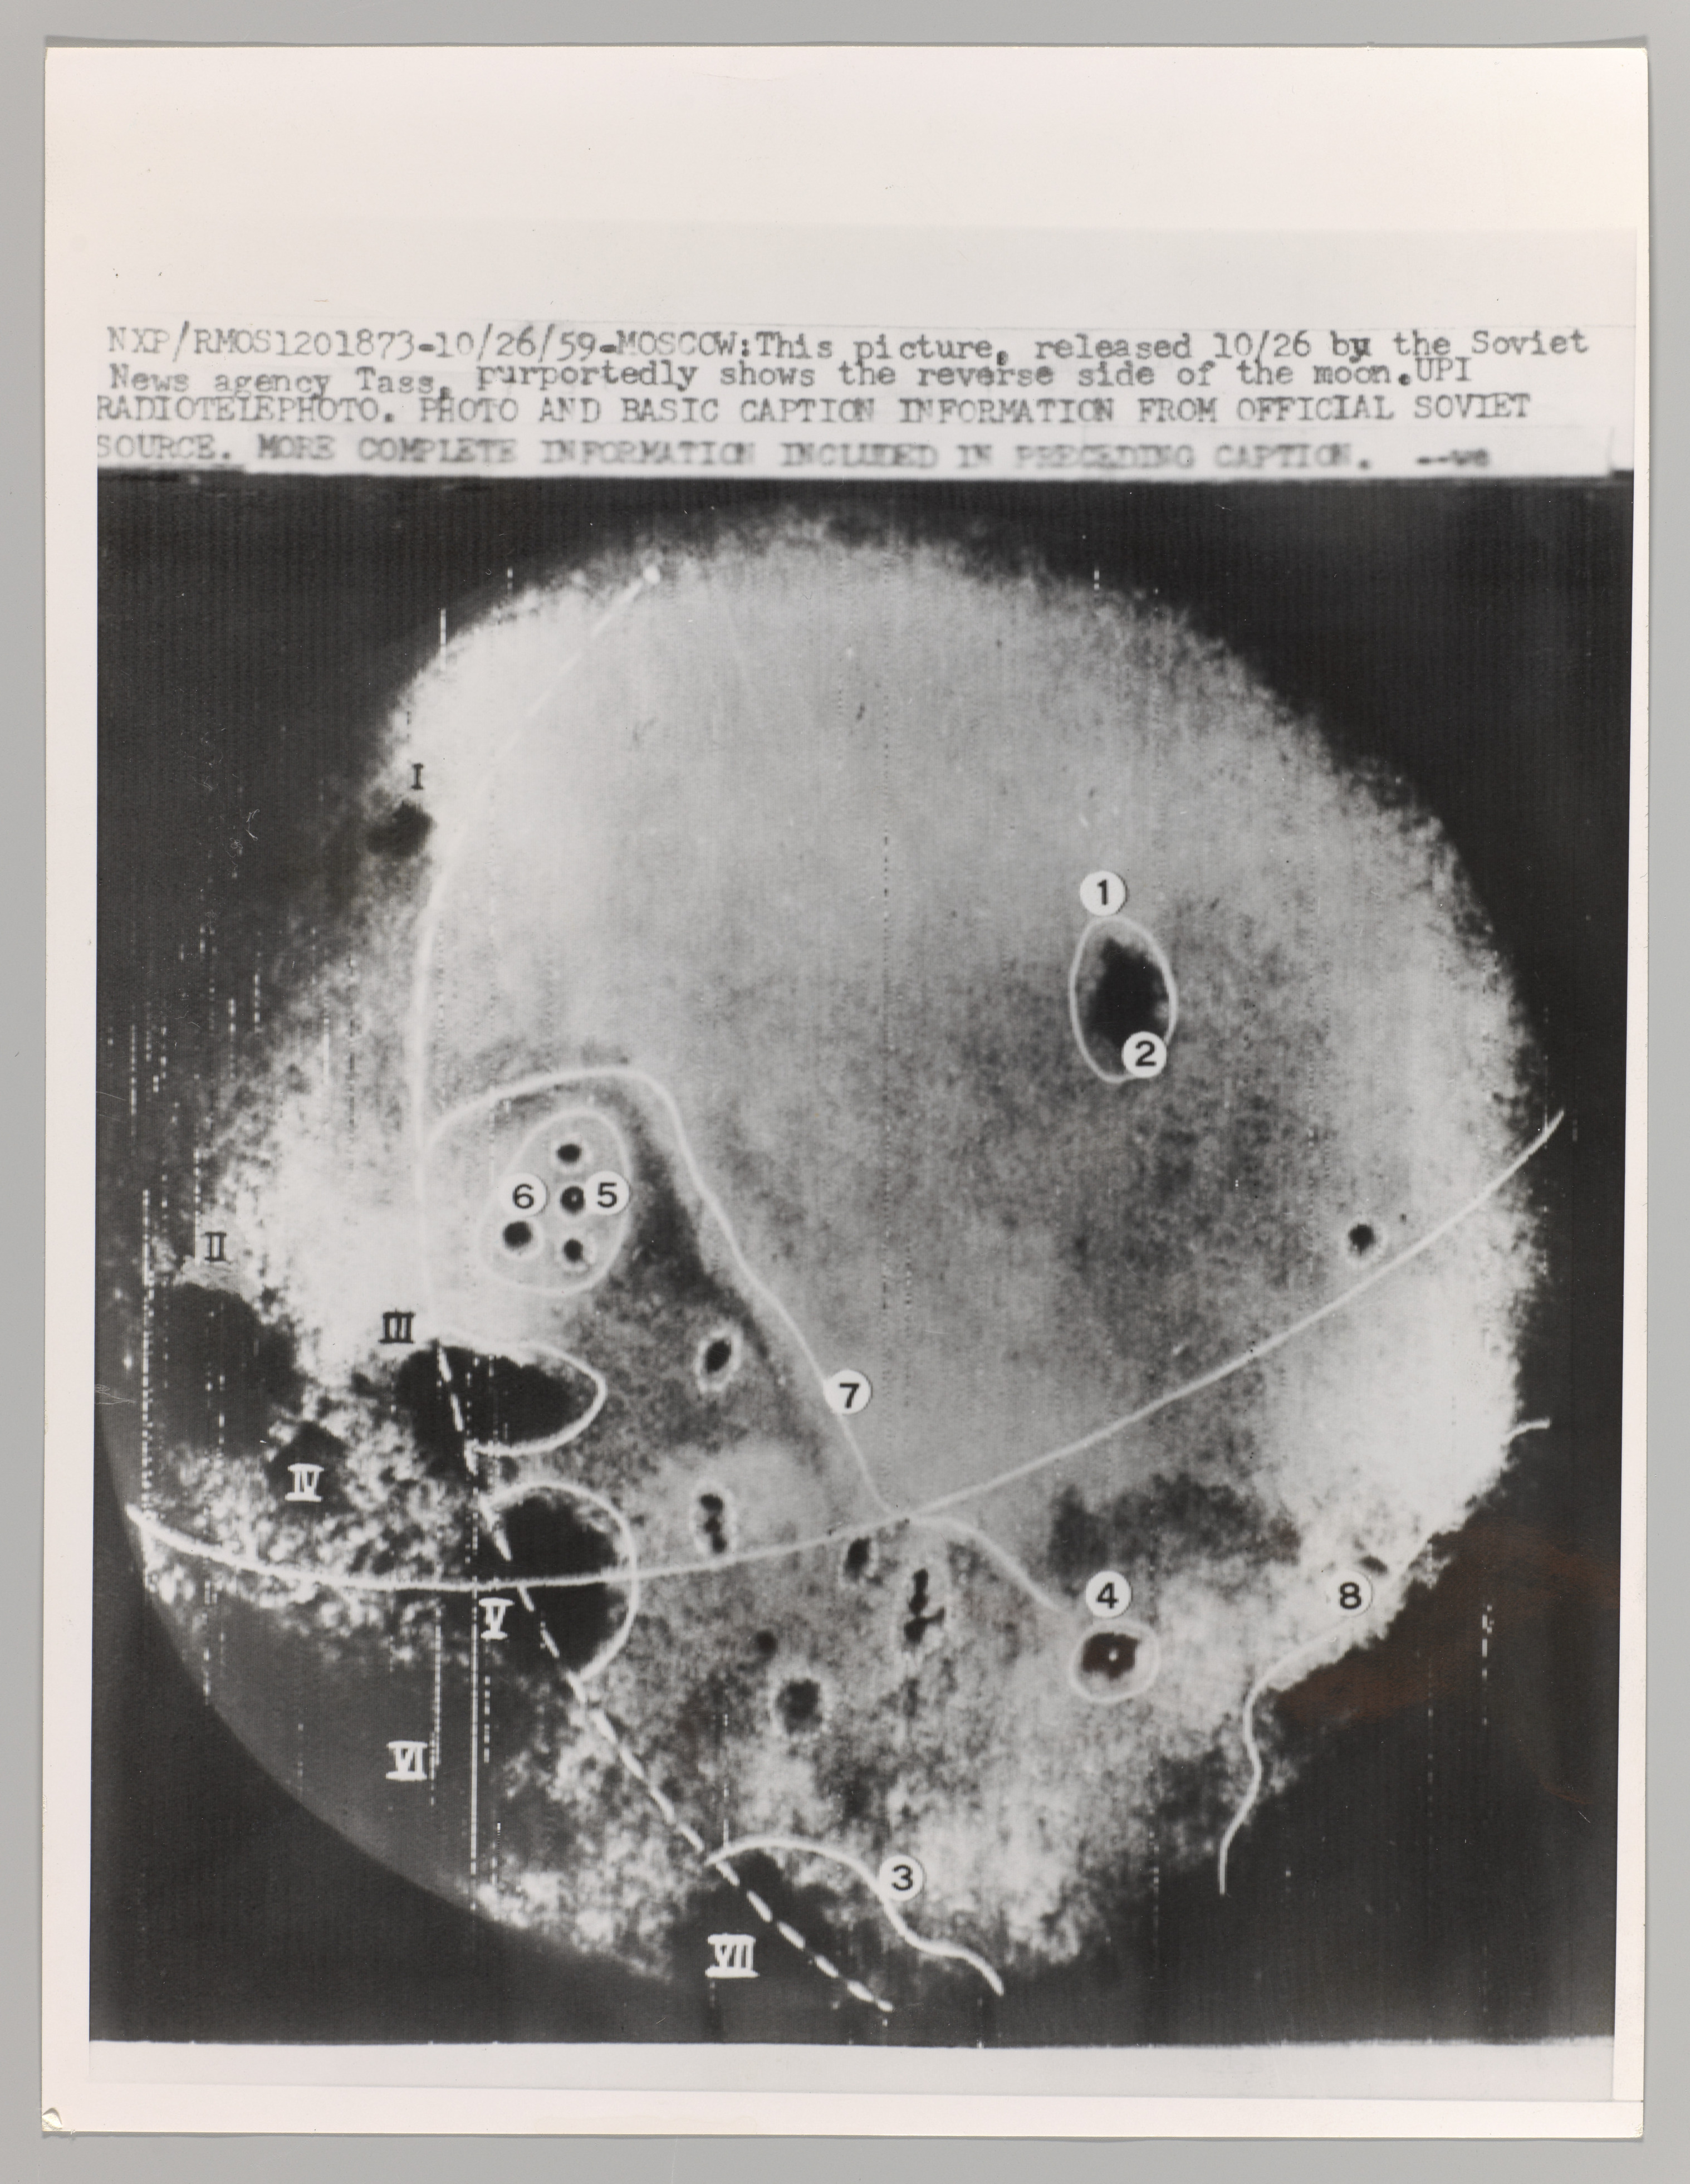 NXP/RMOS1201873-10/26/59-MOSCOW:This picture, released 10/26 by the Soviet
News agency Tass, purportedly shows the reverse side of the moon.UPI
RADIOTELEPHOTO. PHOTO AND BASIC CAPTION INFORMATION FROM OFFICIAL SOVIET
SOURCE. MORE COMPLETE INFORMATION INCLUDED IN PRECEDING CAPTION. --we
I
1
2
6 5
II
III
7
IV
4
8
V
VI
3
VII